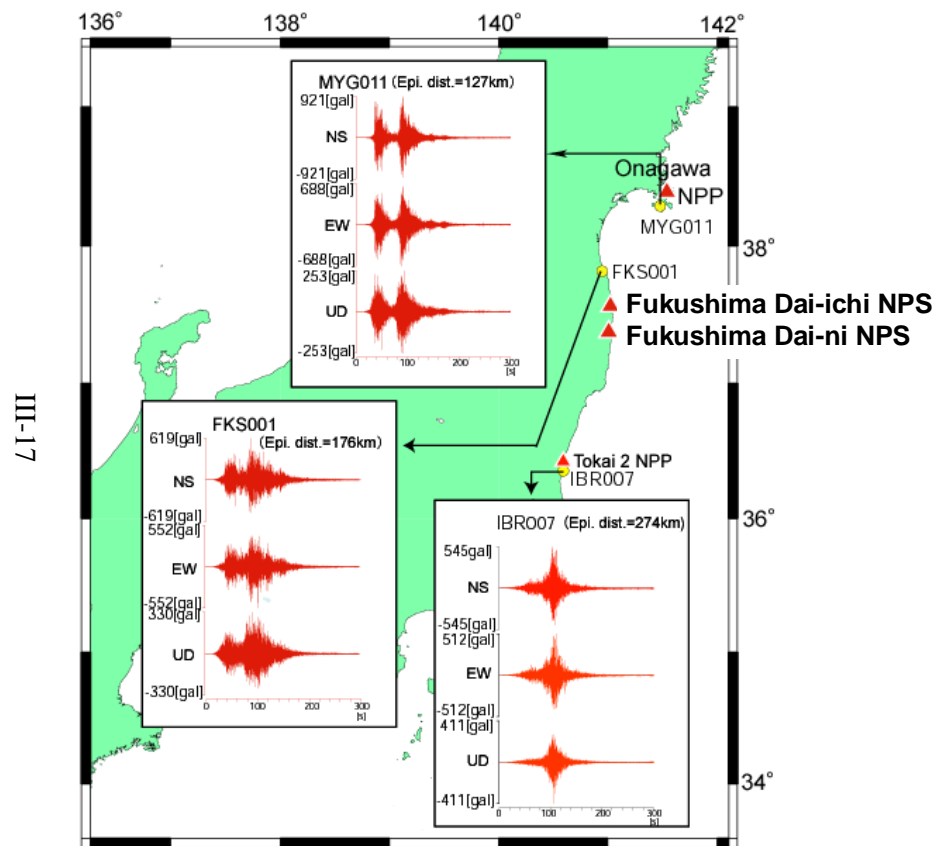 136°
138°
140°
142°
MYG011 (Epi. dist.=127km)
921[gal]
NS
-921[gal]
688[gal]
EW
-688[gal]
253[gal]
UD
-253[gal]
0
100
200
300
[s]
Onagawa
NPP
MYG011
38°
FKS001
Fukushima Dai-ichi NPS
Fukushima Dai-ni NPS
III-17
FKS001
(Epi. dist.=176km)
619[gal]
NS
-619[gal]
552[gal]
EW
-552[gal]
330[gal]
UD
-330[gal]
0
100
200
300
[s]
Tokai 2 NPP
IBR007
36°
IBR007 (Epi. dist.=274km)
545gal]
NS
-545[gal]
512[gal]
EW
-512[gal]
411[gal]
UD
-411[gal]
0
100
200
300
[s]
34°